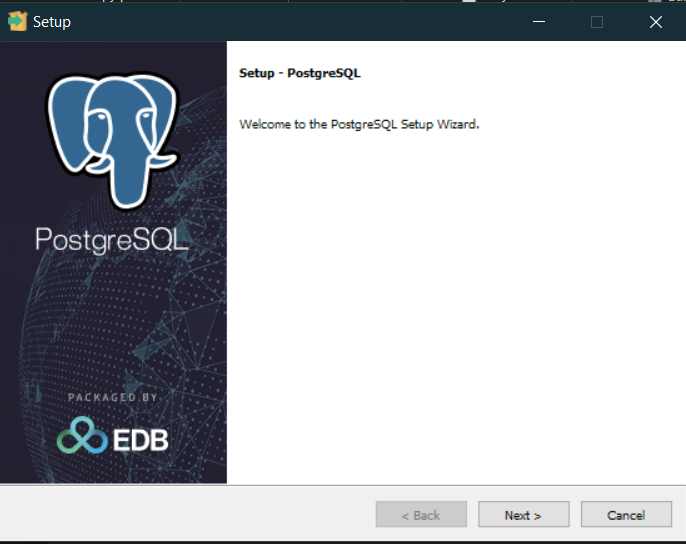 Setup
Setup - PostgreSQL
Welcome to the PostgreSQL Setup Wizard.
PostgreSQL
PACKAGED BY
EDB
< Back
Next >
Cancel